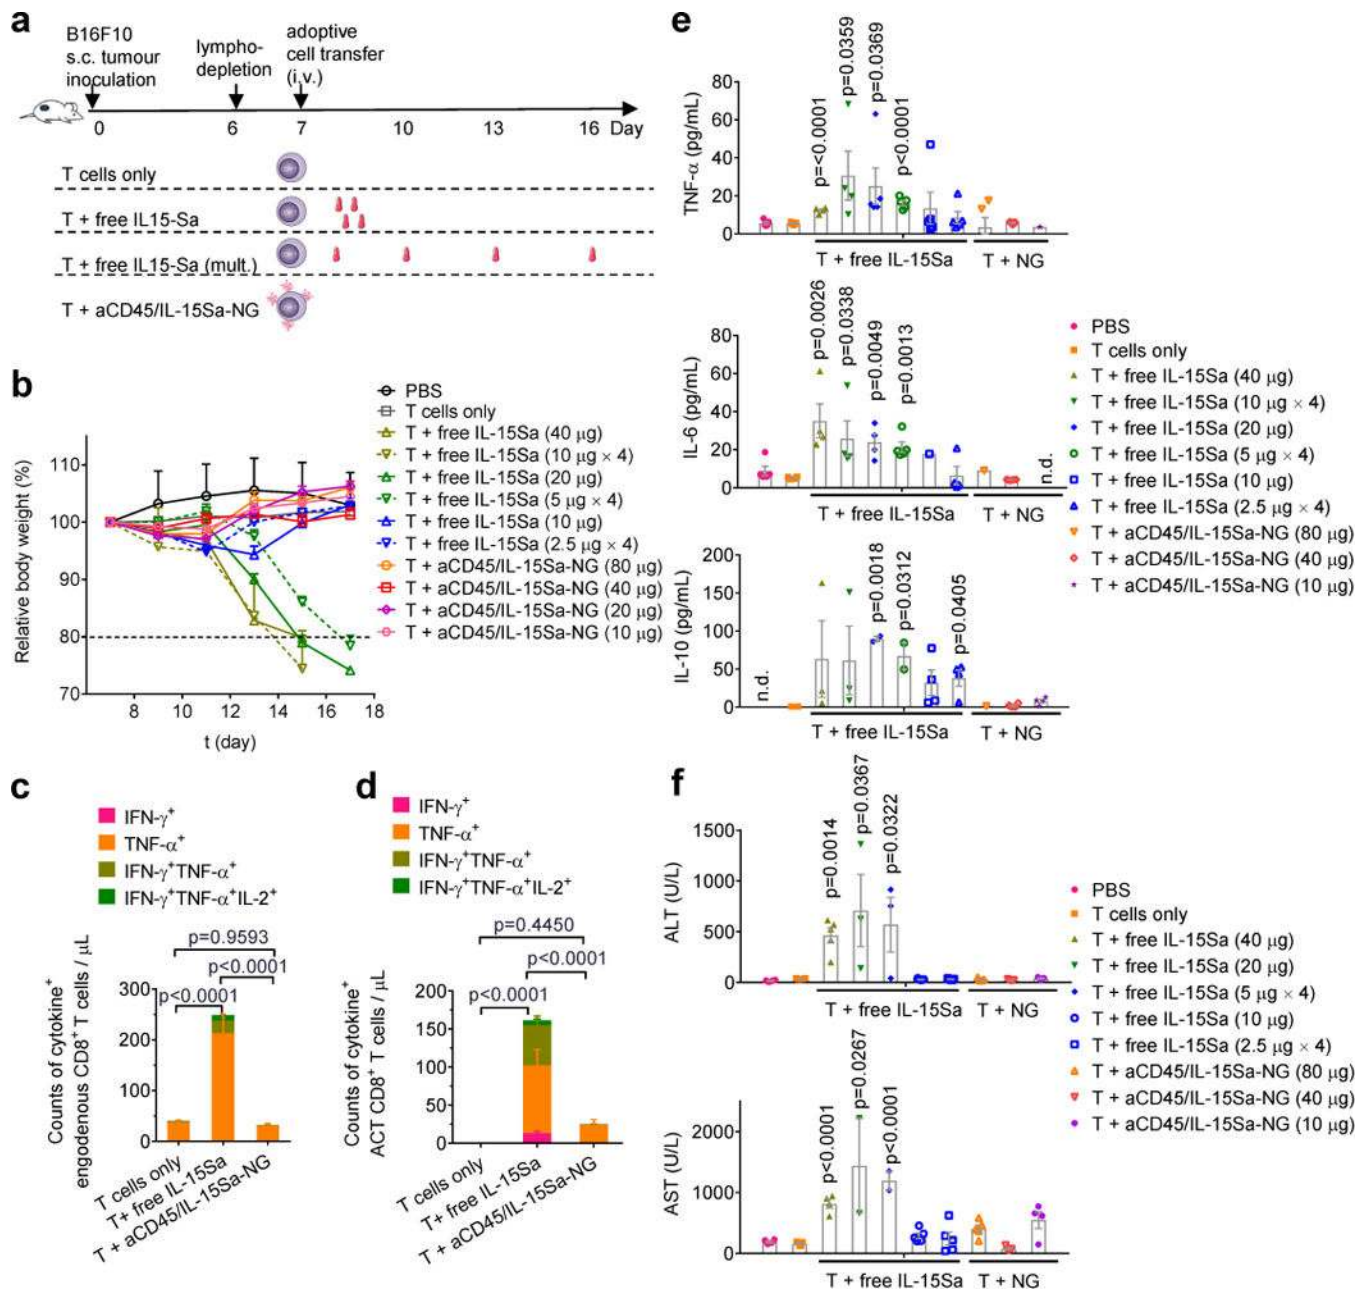 a
B16F10
s.c. tumour
inoculation
lympho-
depletion
adoptive
cell transfer
(i.v.)
0 6 7 10 13 16 Day
T cells only
T + free IL15-Sa
T + free IL15-Sa (mult.)
T + aCD45/IL-15Sa-NG
b
Relative body weight (%)
110
100
90
80
70
8 10 12 14 16 18
t (day)
PBS
T cells only
T + free IL-15Sa (40 μg)
T + free IL-15Sa (10 μg × 4)
T + free IL-15Sa (20 μg)
T + free IL-15Sa (5 μg × 4)
T + free IL-15Sa (10 μg)
T + free IL-15Sa (2.5 μg × 4)
T + aCD45/IL-15Sa-NG (80 μg)
T + aCD45/IL-15Sa-NG (40 μg)
T + aCD45/IL-15Sa-NG (20 μg)
T + aCD45/IL-15Sa-NG (10 μg)
c
IFN-γ⁺
TNF-α⁺
IFN-γ⁺TNF-α⁺
IFN-γ⁺TNF-α⁺IL-2⁺
p=0.9593
p<0.0001
p<0.0001
Counts of cytokine⁺
engodenous CD8⁺ T cells / μL
300
200
100
0
T cells only
T+ free IL-15Sa
T + aCD45/IL-15Sa-NG
d
IFN-γ⁺
TNF-α⁺
IFN-γ⁺TNF-α⁺
IFN-γ⁺TNF-α⁺IL-2⁺
p=0.4450
p<0.0001
p<0.0001
Counts of cytokine⁺
ACT CD8⁺ T cells / μL
200
150
100
50
0
T cells only
T+ free IL-15Sa
T + aCD45/IL-15Sa-NG
e
TNF-α (pg/mL)
80
60
40
20
0
p=<0.0001
p=0.0359
p=0.0369
p<0.0001
T + free IL-15Sa
T + NG
IL-6 (pg/mL)
80
60
40
20
0
p=0.0026
p=0.0338
p=0.0049
p=0.0013
n.d.
T + free IL-15Sa
T + NG
IL-10 (pg/mL)
200
150
100
50
0
n.d.
p=0.0018
p=0.0312
p=0.0405
T + free IL-15Sa
T + NG
PBS
T cells only
T + free IL-15Sa (40 μg)
T + free IL-15Sa (10 μg × 4)
T + free IL-15Sa (20 μg)
T + free IL-15Sa (5 μg × 4)
T + free IL-15Sa (10 μg)
T + free IL-15Sa (2.5 μg × 4)
T + aCD45/IL-15Sa-NG (80 μg)
T + aCD45/IL-15Sa-NG (40 μg)
T + aCD45/IL-15Sa-NG (10 μg)
f
ALT (U/L)
1500
1000
500
0
p=0.0014
p=0.0367
p=0.0322
T + free IL-15Sa
T + NG
AST (U/L)
2000
1000
0
p<0.0001
p=0.0267
p<0.0001
T + free IL-15Sa
T + NG
PBS
T cells only
T + free IL-15Sa (40 μg)
T + free IL-15Sa (20 μg)
T + free IL-15Sa (5 μg × 4)
T + free IL-15Sa (10 μg)
T + free IL-15Sa (2.5 μg × 4)
T + aCD45/IL-15Sa-NG (80 μg)
T + aCD45/IL-15Sa-NG (40 μg)
T + aCD45/IL-15Sa-NG (10 μg)